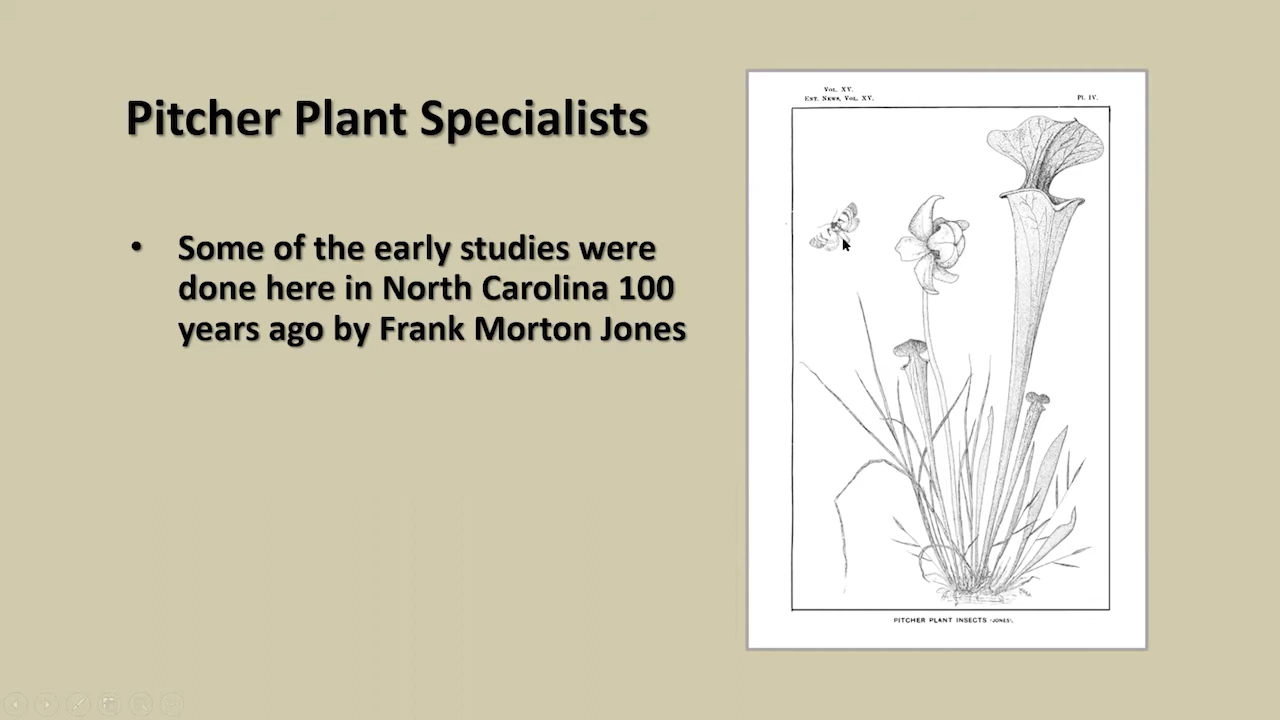 Pitcher Plant Specialists
• Some of the early studies were
done here in North Carolina 100
years ago by Frank Morton Jones
Vol. XV.
Ent. News, Vol. XV.
Pl. IV.
PITCHER PLANT INSECTS (JONES).